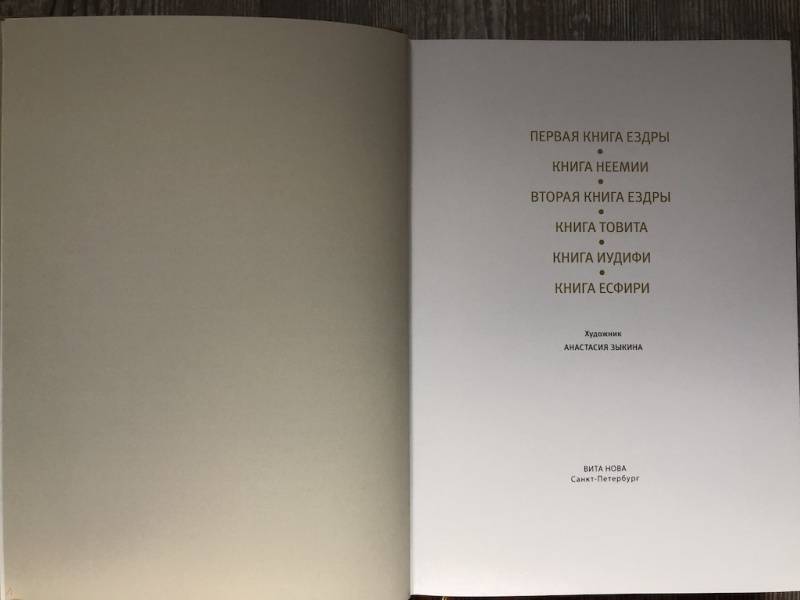 ПЕРВАЯ КНИГА ЕЗДРЫ
•
КНИГА НЕЕМИИ
•
ВТОРАЯ КНИГА ЕЗДРЫ
•
КНИГА ТОВИТА
•
КНИГА ИУДИФИ
•
КНИГА ЕСФИРИ
Художник
АНАСТАСИЯ ЗЫКИНА
ВИТА НОВА
Санкт-Петербург